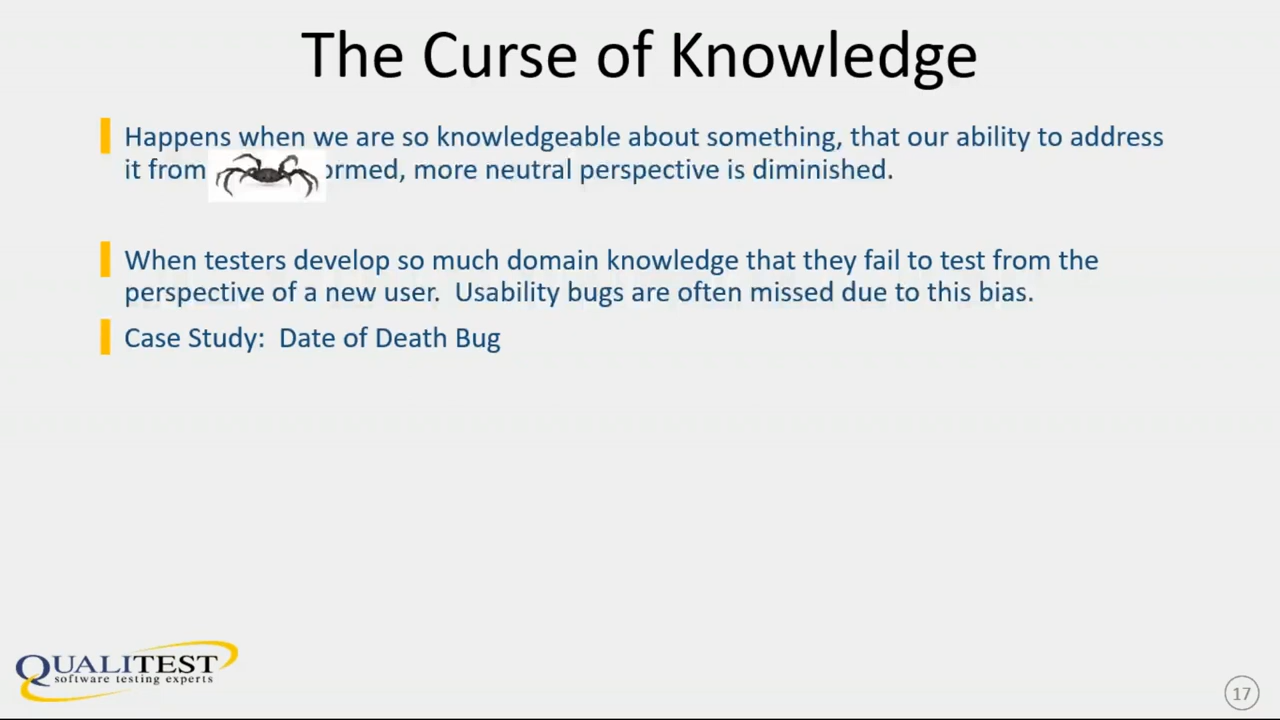 The Curse of Knowledge
Happens when we are so knowledgeable about something, that our ability to address
it from ormed, more neutral perspective is diminished.
When testers develop so much domain knowledge that they fail to test from the
perspective of a new user. Usability bugs are often missed due to this bias.
Case Study: Date of Death Bug
QUALITEST
software testing experts
17